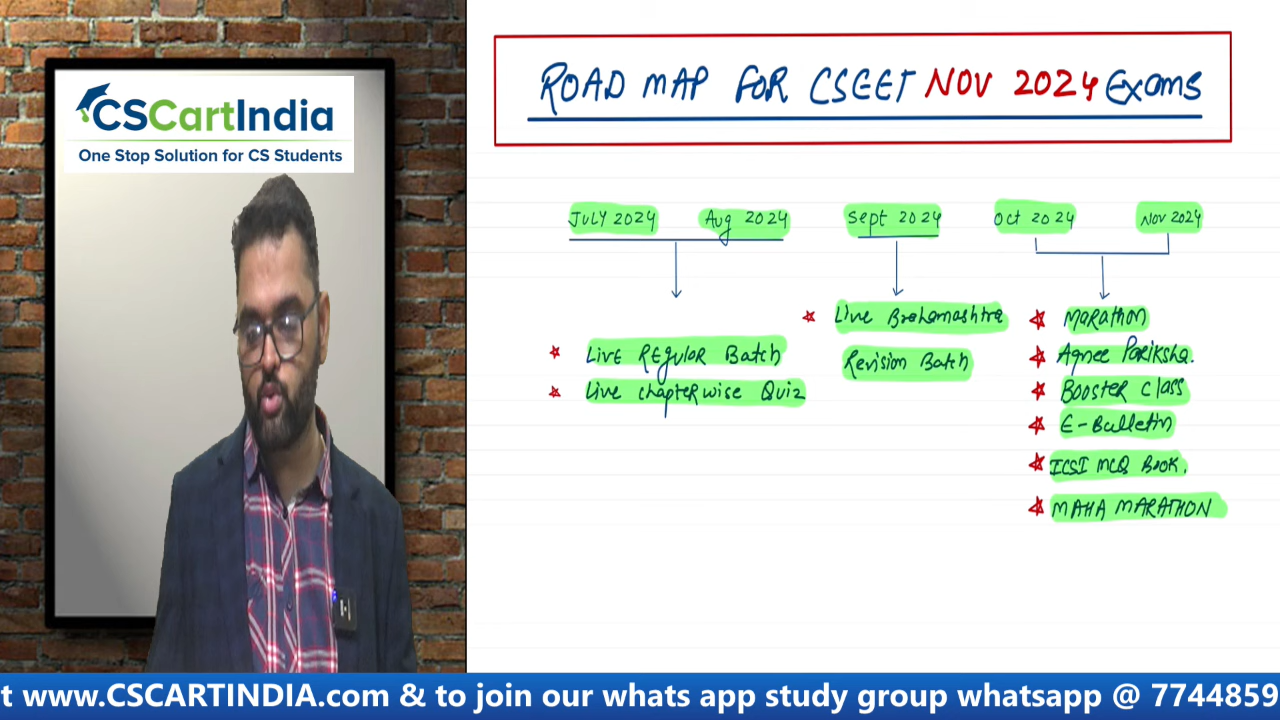 CSCartIndia
One Stop Solution for CS Students
ROAD MAP FOR CSEET NOV 2024 Exams
JULY 2024 Aug 2024 Sept 2024 Oct 2024 Nov 2024
Live Regular Batch
Live chapterwise Quiz
Live Brahamashtra
Revision Batch
MARATHON
Agnee Pariksha.
Booster Class
E-Bulletin
ICSI MCQ Book.
MAHA MARATHON
t www.CSCARTINDIA.com & to join our whats app study group whatsapp @ 7744859